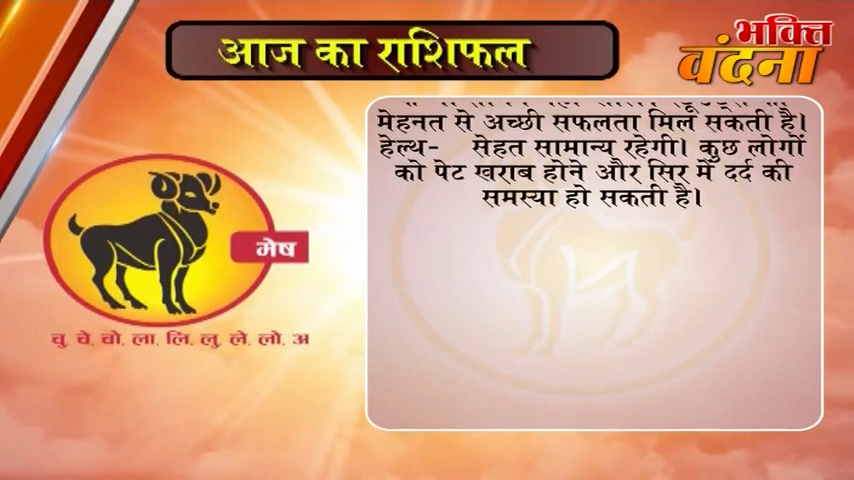 आज का राशिफल
भक्ति
वंदना
मेहनत से अच्छी सफलता मिल सकती है।
हेल्थ- सेहत सामान्य रहेगी। कुछ लोगों
को पेट खराब होने और सिर में दर्द की
समस्या हो सकती है।
मेष
चु, चे, चो, ला, लि, लु, ले, लो, अ